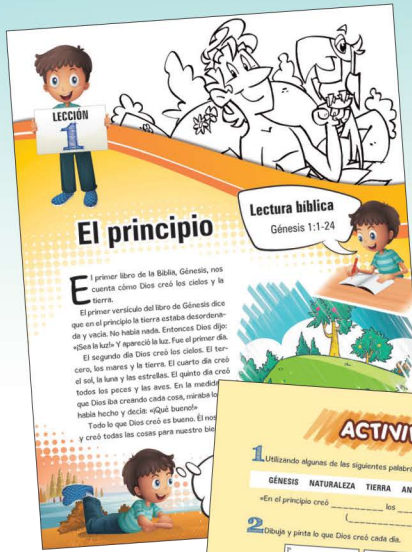 LECCIÓN
1
El principio
Lectura bíblica
Génesis 1:1-24
El primer libro de la Biblia, Génesis, nos
cuenta cómo Dios creó los cielos y la
tierra.
El primer versículo del libro de Génesis dice
que en el principio la tierra estaba desordena-
da y vacía. No había nada. Entonces Dios dijo:
«¡Sea la luz!» Y apareció la luz. Fue el primer día.
El segundo día Dios creó los cielos. El ter-
cero, los mares y la tierra. El cuarto día creó
el sol, la luna y las estrellas. El quinto día creó
todos los peces y las aves. En la medida
que Dios iba creando cada cosa, miraba lo
había hecho y decía: «¡Qué bueno!»
Todo lo que Dios creó es bueno. Él
y creó todas las cosas para nuestro
1 Utilizando algunas de las siguientes
GÉNESIS NATURALEZA TIERRA
«En el principio creó __________ los
(__________
2 Dibuja y pinta lo que Dios creó cada día.